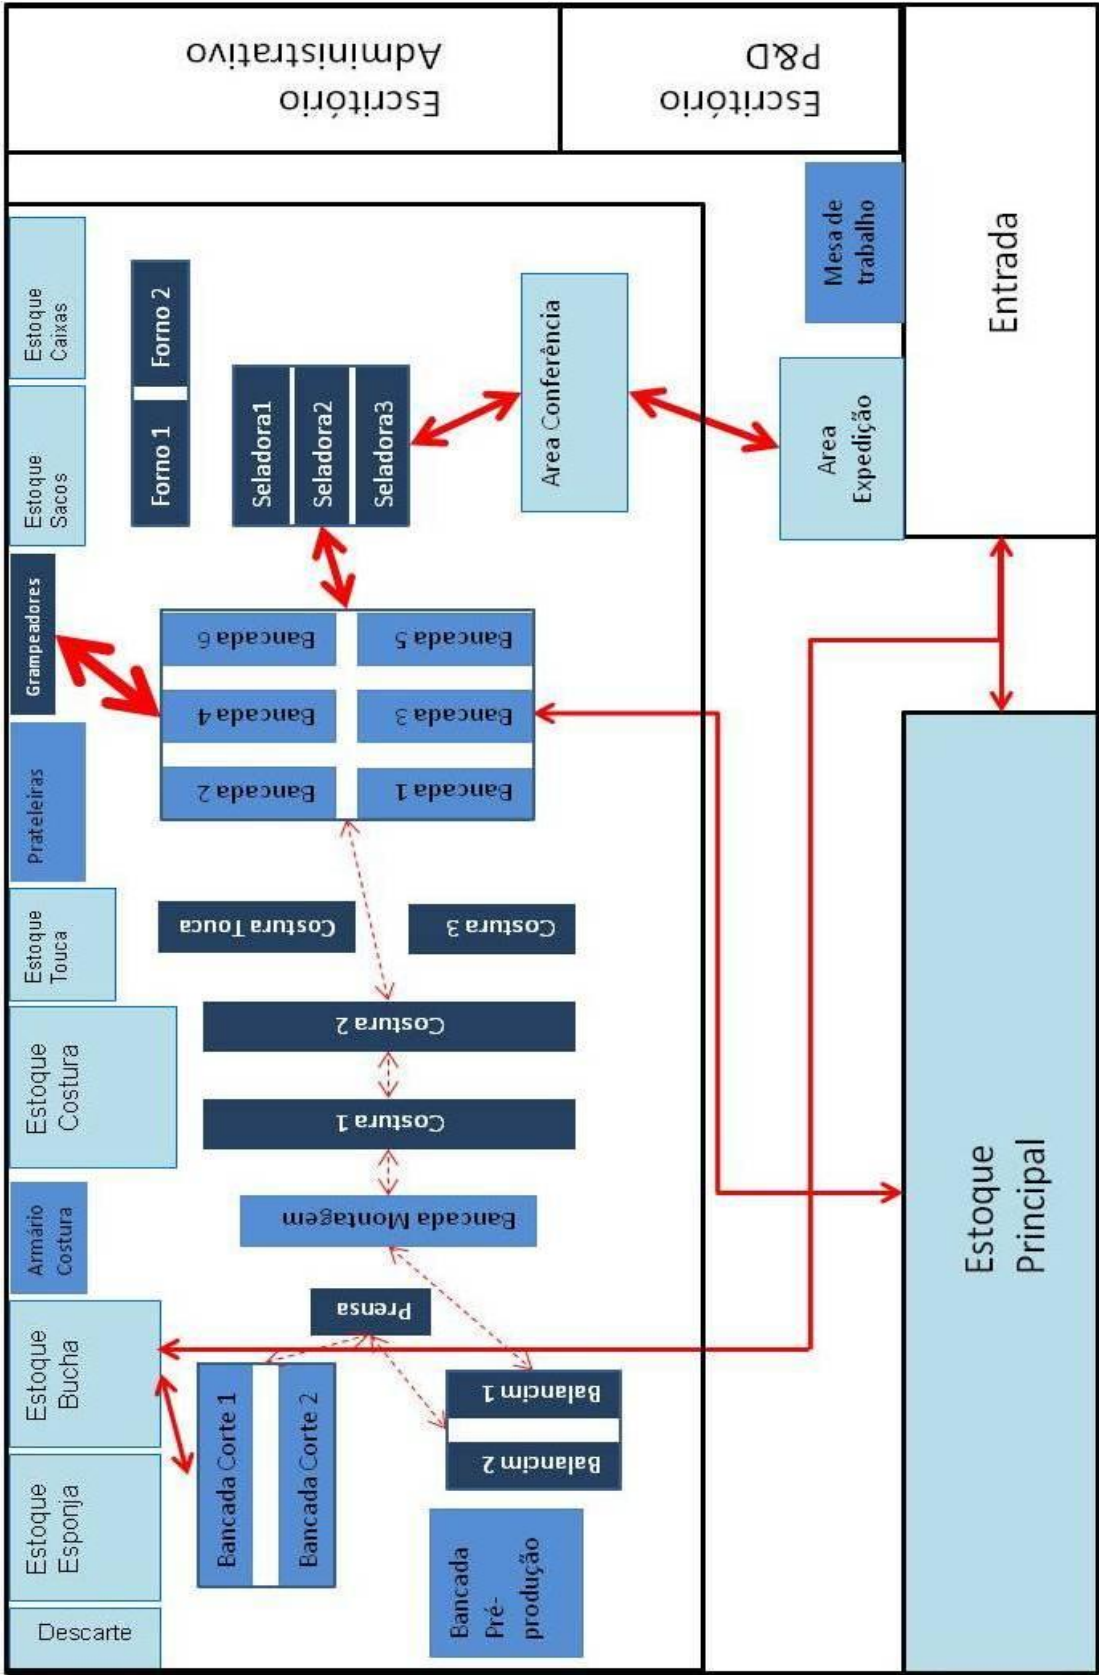 Escritório
Administrativo
Escritório
P&D
Estoque
Caixas
Estoque
Sacos
Grampeadores
Prateleiras
Estoque
Touca
Estoque
Costura
Armário
Costura
Estoque
Bucha
Estoque
Esponja
Descarte
Forno 1
Forno 2
Seladora1
Seladora2
Seladora3
Area Conferência
Mesa de
trabalho
Area
Expedição
Entrada
Bancada 6
Bancada 5
Bancada 4
Bancada 3
Bancada 2
Bancada 1
Costura Touca
Costura 3
Costura 2
Costura 1
Bancada Montagem
Prensa
Bancada Corte 1
Bancada Corte 2
Balancim 1
Balancim 2
Bancada
Pré-
produção
Estoque
Principal